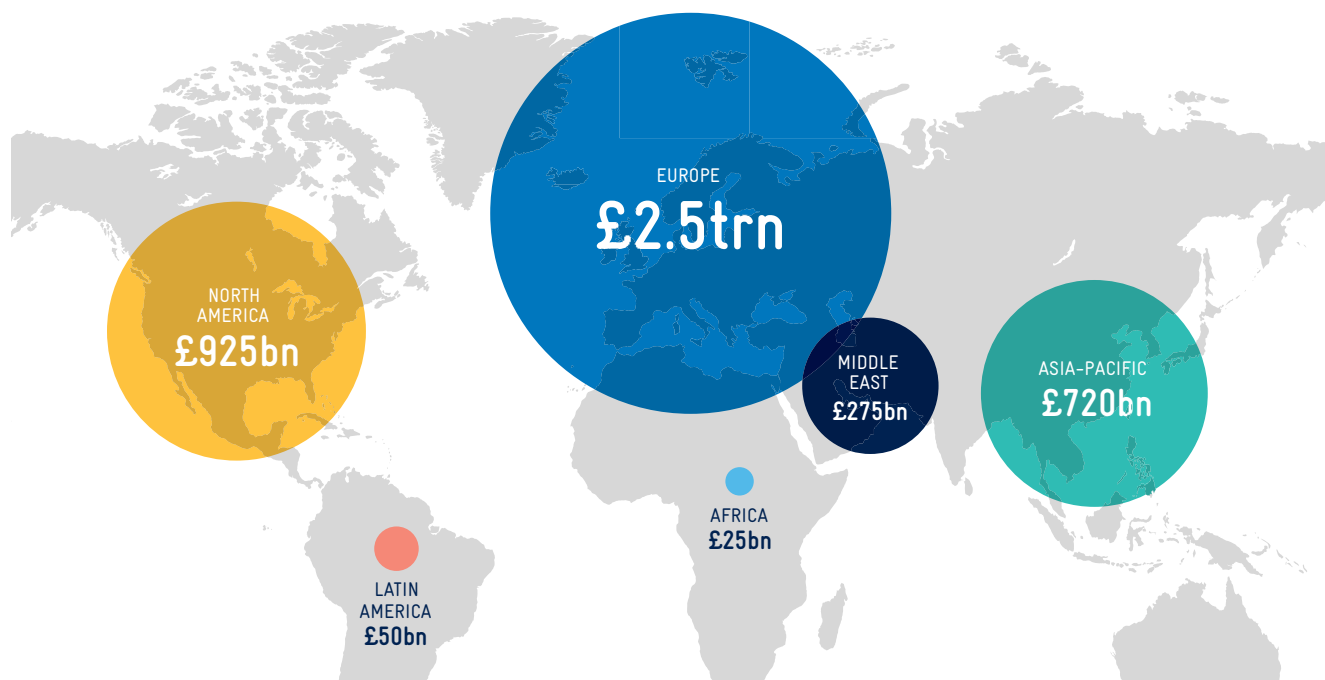 EUROPE
£2.5trn
NORTH
AMERICA
£925bn
MIDDLE
EAST
£275bn
ASIA-PACIFIC
£720bn
AFRICA
£25bn
LATIN
AMERICA
£50bn